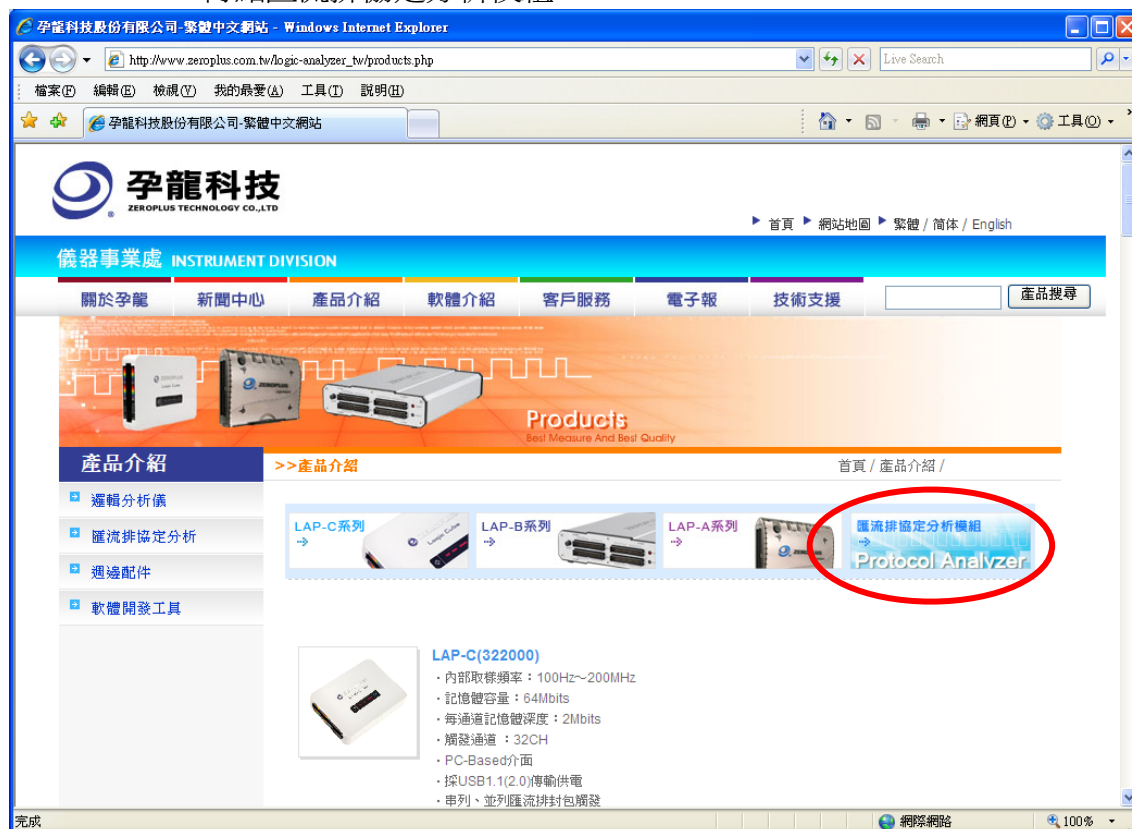 孕龍科技股份有限公司-繁體中文網站 - Windows Internet Explorer
http://www.zeroplus.com.tw/logic-analyzer_tw/products.php
Live Search
檔案(F) 編輯(E) 檢視(V) 我的最愛(A) 工具(T) 說明(H)
孕龍科技股份有限公司-繁體中文網站
網頁(P) 工具(O)
孕龍科技
ZEROPLUS TECHNOLOGY CO.,LTD
首頁 網站地圖 繁體 / 简体 / English
儀器事業處 INSTRUMENT DIVISION
關於孕龍 新聞中心 產品介紹 軟體介紹 客戶服務 電子報 技術支援 產品搜尋
Products
Best Measure And Best Quality
產品介紹
>>產品介紹
首頁 / 產品介紹 /
邏輯分析儀
匯流排協定分析
週邊配件
軟體開發工具
LAP-C系列
LAP-B系列
LAP-A系列
匯流排協定分析模組
Protocol Analyzer
LAP-C(322000)
・內部取樣頻率：100Hz～200MHz
・記憶體容量：64Mbits
・每通道記憶體深度：2Mbits
・觸發通道 ：32CH
・PC-Based介面
・採USB1.1(2.0)傳輸供電
・串列、並列匯流排封包觸發
完成
網際網路
100%